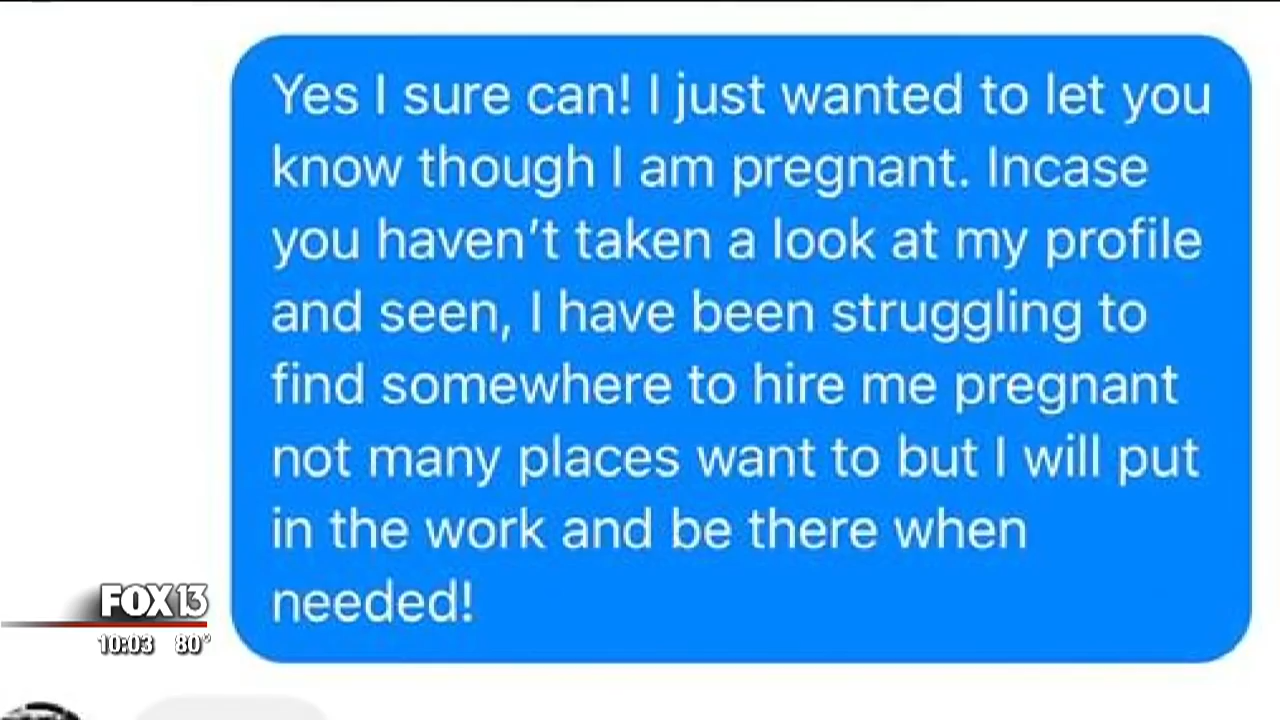 Yes I sure can! I just wanted to let you
know though I am pregnant. Incase
you haven't taken a look at my profile
and seen, I have been struggling to
find somewhere to hire me pregnant
not many places want to but I will put
in the work and be there when
needed!
FOX 13
10:03 80°